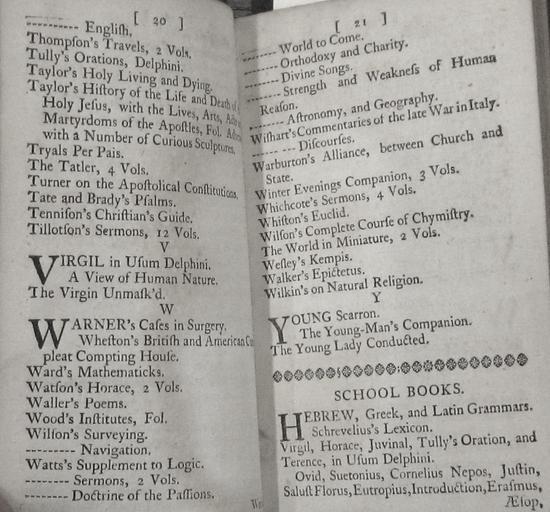 [ 20 ]
---------- Engliſh,
Thompſon's Travels, 2 Vols.
Tully's Orations, Delphini.
Taylor's Holy Living and Dying.
Taylor's Hiſtory of the Life and Death of
Holy Jeſus, with the Lives, Arts,
Martyrdoms of the Apoſtles, Fol.
with a Number of Curious Sculptures.
Tryals Per Pais.
The Tatler, 4 Vols.
Turner on the Apoſtolical Conſtitutions.
Tate and Brady's Pſalms.
Tenniſon's Chriſtian's Guide.
Tillotſon's Sermons, 12 Vols.
V
VIRGIL in Uſum Delphini.
A View of Human Nature.
The Virgin Unmaſk'd.
W
WARNER's Caſes in Surgery.
Wheſton's Britiſh and American
pleat Compting Houſe.
Ward's Mathematicks.
Watſon's Horace, 2 Vols.
Waller's Poems.
Wood's Inſtitutes, Fol.
Wilſon's Surveying.
--------- Navigation.
Watts's Supplement to Logic.
-------- Sermons, 2 Vols.
-------- Doctrine of the Paſſions.
[ 21 ]
-------- World to Come.
-------- Orthodoxy and Charity.
-------- Divine Songs.
-------- Strength and Weakneſs of Human
Reaſon.
-------- Aſtronomy, and Geography.
Wiſhart's Commentaries of the late War in Italy.
-------- Diſcourſes.
Warburton's Alliance, between Church and
State.
Winter Evenings Companion, 3 Vols.
Whichcote's Sermons, 4 Vols.
Whiſton's Euclid.
Wilſon's Complete Courſe of Chymiſtry.
The World in Miniature, 2 Vols.
Weſley's Kempis.
Walker's Epictetus.
Wilkin's on Natural Religion.
Y
YOUNG Scarron.
The Young-Man's Companion.
The Young Lady Conducted.
SCHOOL BOOKS.
HEBREW, Greek, and Latin Grammars.
Schrevelius's Lexicon.
Virgil, Horace, Juvinal, Tully's Oration, and
Terence, in Uſum Delphini.
Ovid, Suetonius, Cornelius Nepos, Juſtin,
Saluſt Florus, Eutropius, Introduction, Eraſmus,
Æſop,